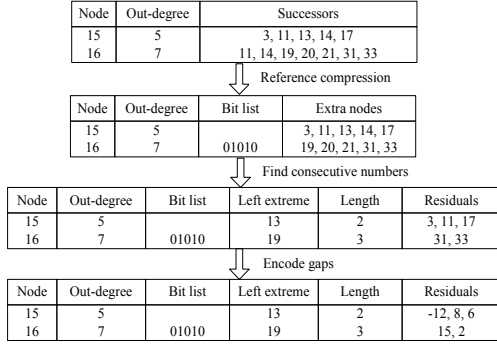 Node Out-degree Successors
15 5 3, 11, 13, 14, 17
16 7 11, 14, 19, 20, 21, 31, 33
Reference compression
Node Out-degree Bit list Extra nodes
15 5 3, 11, 13, 14, 17
16 7 01010 19, 20, 21, 31, 33
Find consecutive numbers
Node Out-degree Bit list Left extreme Length Residuals
15 5 13 2 3, 11, 17
16 7 01010 19 3 31, 33
Encode gaps
Node Out-degree Bit list Left extreme Length Residuals
15 5 13 2 -12, 8, 6
16 7 01010 19 3 15, 2